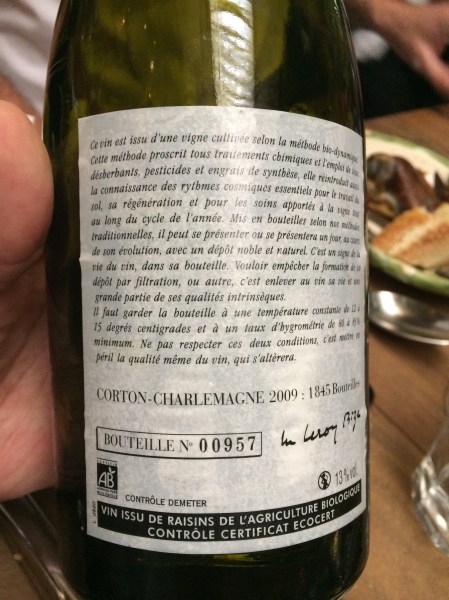 Ce vin est issu d'une vigne cultivée selon la méthode bio-dynamique.
Cette méthode proscrit tous traitements chimiques et l'emploi de tous
désherbants, pesticides et engrais de synthèse, elle réintroduit aussi
la connaissance des rythmes cosmiques essentiels pour le travail du
sol, sa régénération et pour les soins apportés à la vigne tout
au long du cycle de l'année. Mis en bouteilles selon nos méthodes
traditionnelles, il peut se présenter ou se présentera un jour, au cours
de son évolution, avec un dépôt noble et naturel. C'est un signe de la
vie du vin, dans sa bouteille. Vouloir empêcher la formation de ce
dépôt par filtration, ou autre, c'est enlever au vin sa vie et une
grande partie de ses qualités intrinsèques.
Il faut garder la bouteille à une température constante de 12 à
15 degrés centigrades et à un taux d'hygrométrie de 60 à
minimum. Ne pas respecter ces deux conditions, c'est mettre en
péril la qualité même du vin, qui s'altèrera.
CORTON-CHARLEMAGNE 2009 : 1845 Bouteilles
BOUTEILLE N° 00957
Leroy
AB
13 % vol.
CONTRÔLE DEMETER
VIN ISSU DE RAISINS DE L'AGRICULTURE BIOLOGIQUE
CONTRÔLE CERTIFICAT ECOCERT